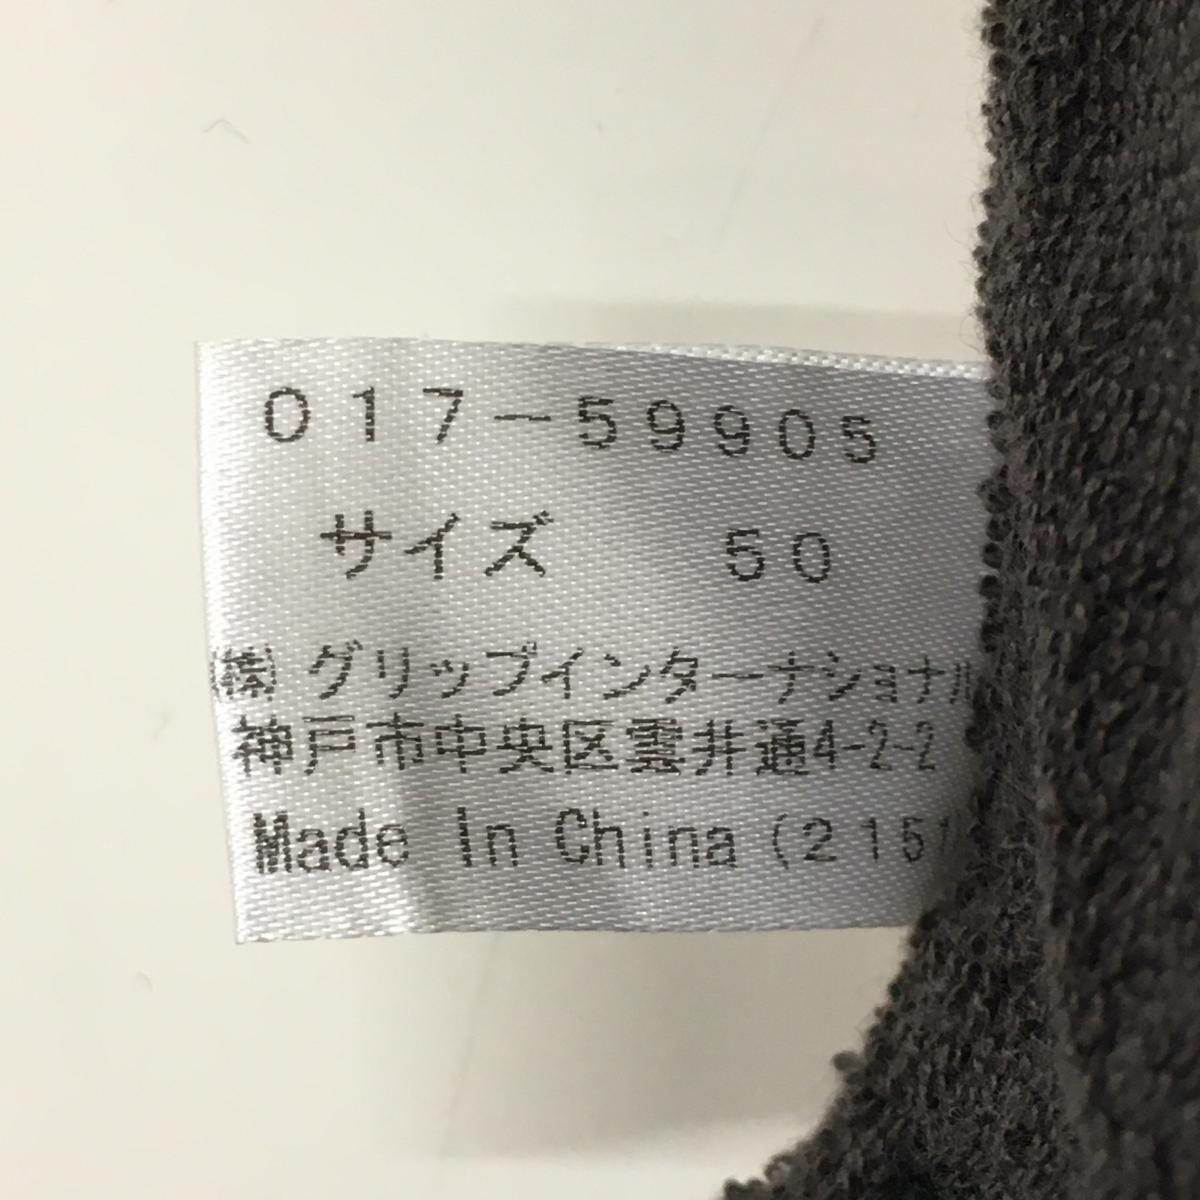 017-59905
サイズ 50
㈱グリップインターナショナル
神戸市中央区雲井通4-2-2
Made In China (2151